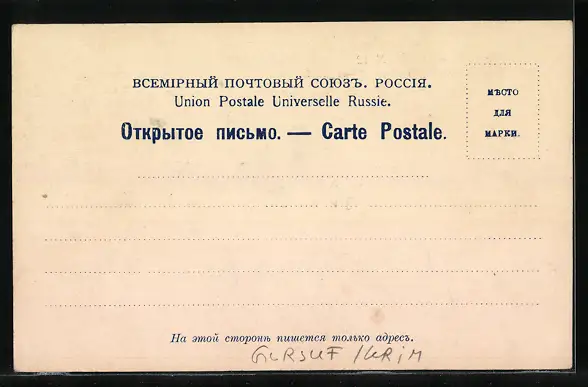 ВСЕМІРНЫЙ ПОЧТОВЫЙ СОЮЗЪ. РОССІЯ.
Union Postale Universelle Russie.
Открытое письмо. — Carte Postale.
МѢСТО
ДЛЯ
МАРКИ.
На этой сторонѣ пишется только адресъ.
GURSUF /KRIM